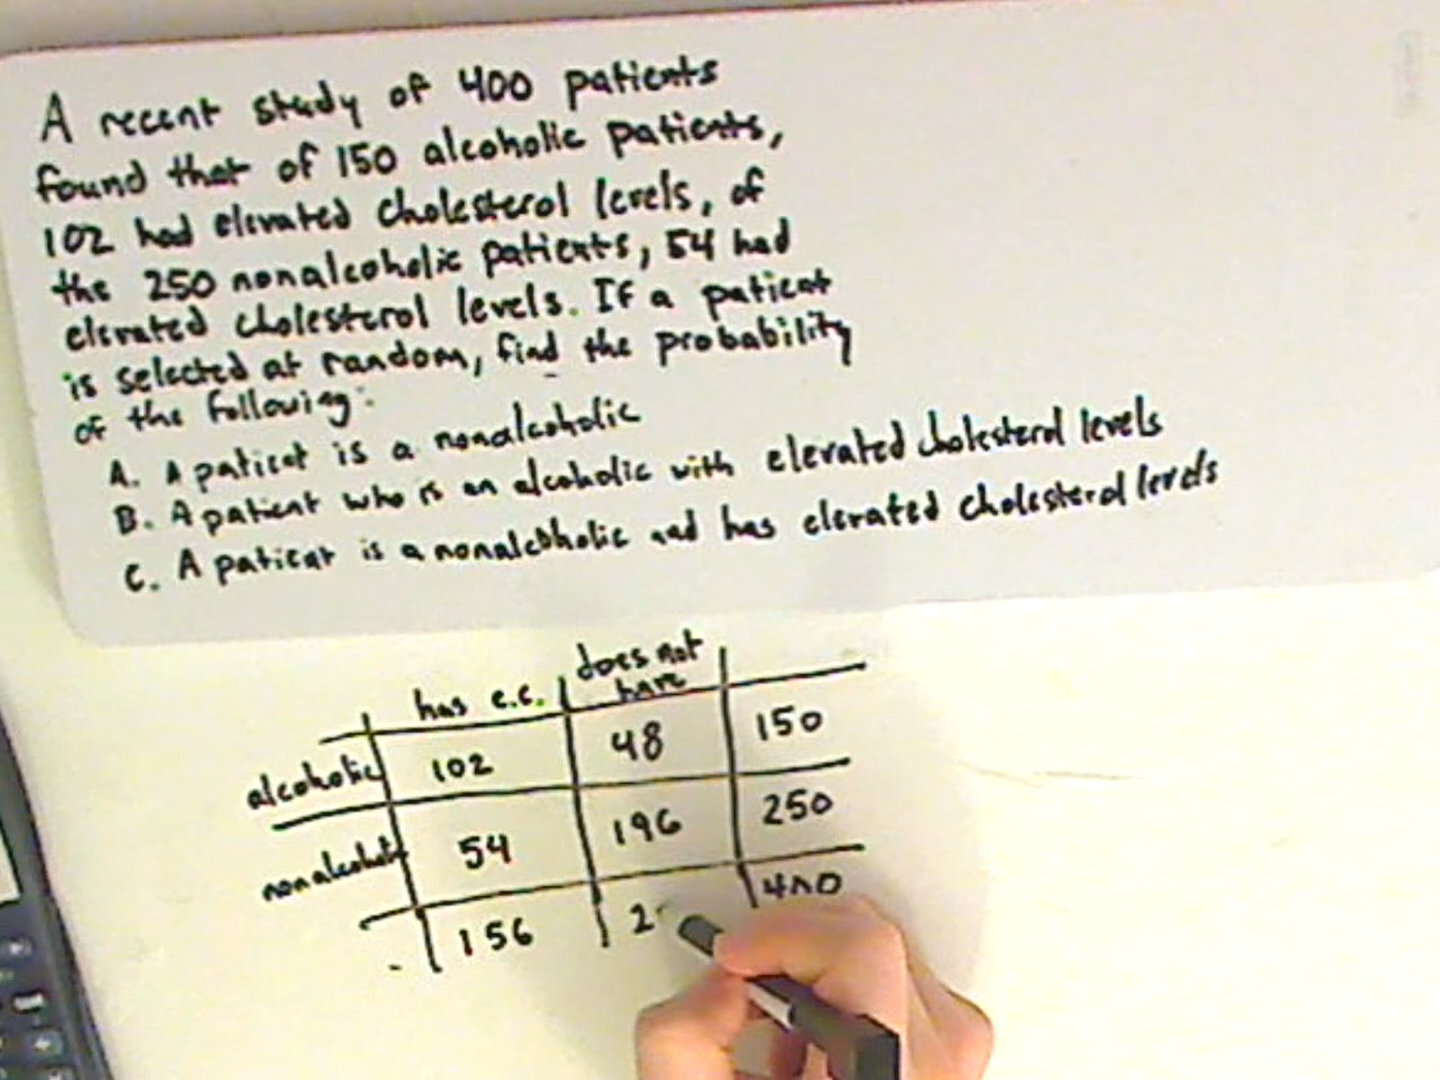 A recent study of 400 patients
found that of 150 alcoholic patients,
102 had elevated cholesterol levels, of
the 250 nonalcoholic patients, 54 had
elevated cholesterol levels. If a patient
is selected at random, find the probability
of the following:
A. A patient is a nonalcoholic
B. A patient who is an alcoholic with elevated cholesterol levels
C. A patient is a nonalcoholic and has elevated cholesterol levels
has e.c. does not have
alcoholic 102 48 150
nonalcoholic 54 196 250
156 2 400